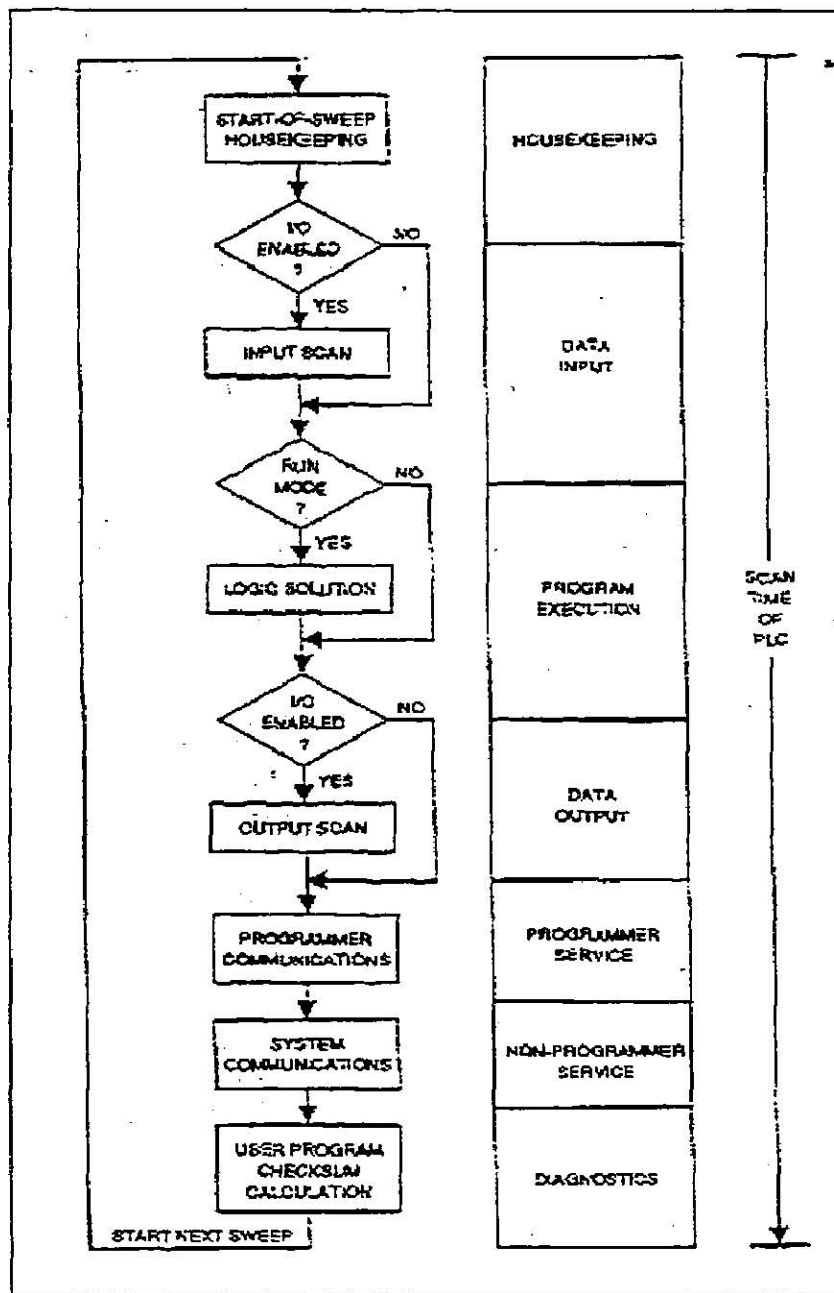 START-OF-SWEEP
HOUSEKEEPING
I/O
ENABLED
?
NO
YES
INPUT SCAN
RUN
MODE
?
NO
YES
LOGIC SOLUTION
I/O
ENABLED
?
NO
YES
OUTPUT SCAN
PROGRAMMER
COMMUNICATIONS
SYSTEM
COMMUNICATIONS
USER PROGRAM
CHECKSUM
CALCULATION
START NEXT SWEEP
HOUSEKEEPING
DATA
INPUT
PROGRAM
EXECUTION
DATA
OUTPUT
PROGRAMMER
SERVICE
NON-PROGRAMMER
SERVICE
DIAGNOSTICS
SCAN
TIME
OF
PLC